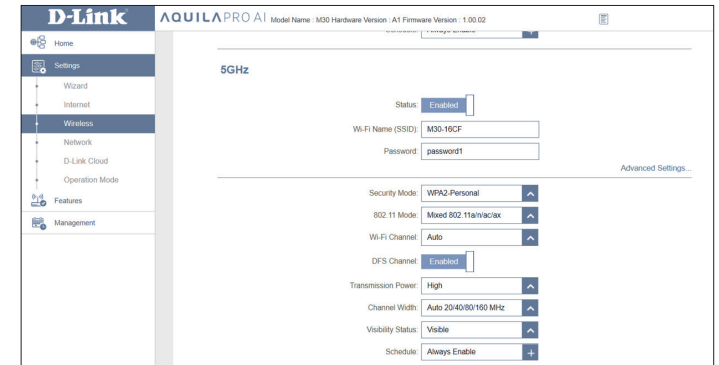 D-Link
AQUILA PRO AI Model Name : M30 Hardware Version : A1 Firmware Version : 1.00.02
Home
Settings
Wizard
Internet
Wireless
Network
D-Link Cloud
Operation Mode
Features
Management
Schedule: Always Enable
5GHz
Status: Enabled
Wi-Fi Name (SSID): M30-16CF
Password: password1
Advanced Settings...
Security Mode: WPA2-Personal
802.11 Mode: Mixed 802.11a/n/ac/ax
Wi-Fi Channel: Auto
DFS Channel: Enabled
Transmission Power: High
Channel Width: Auto 20/40/80/160 MHz
Visibility Status: Visible
Schedule: Always Enable